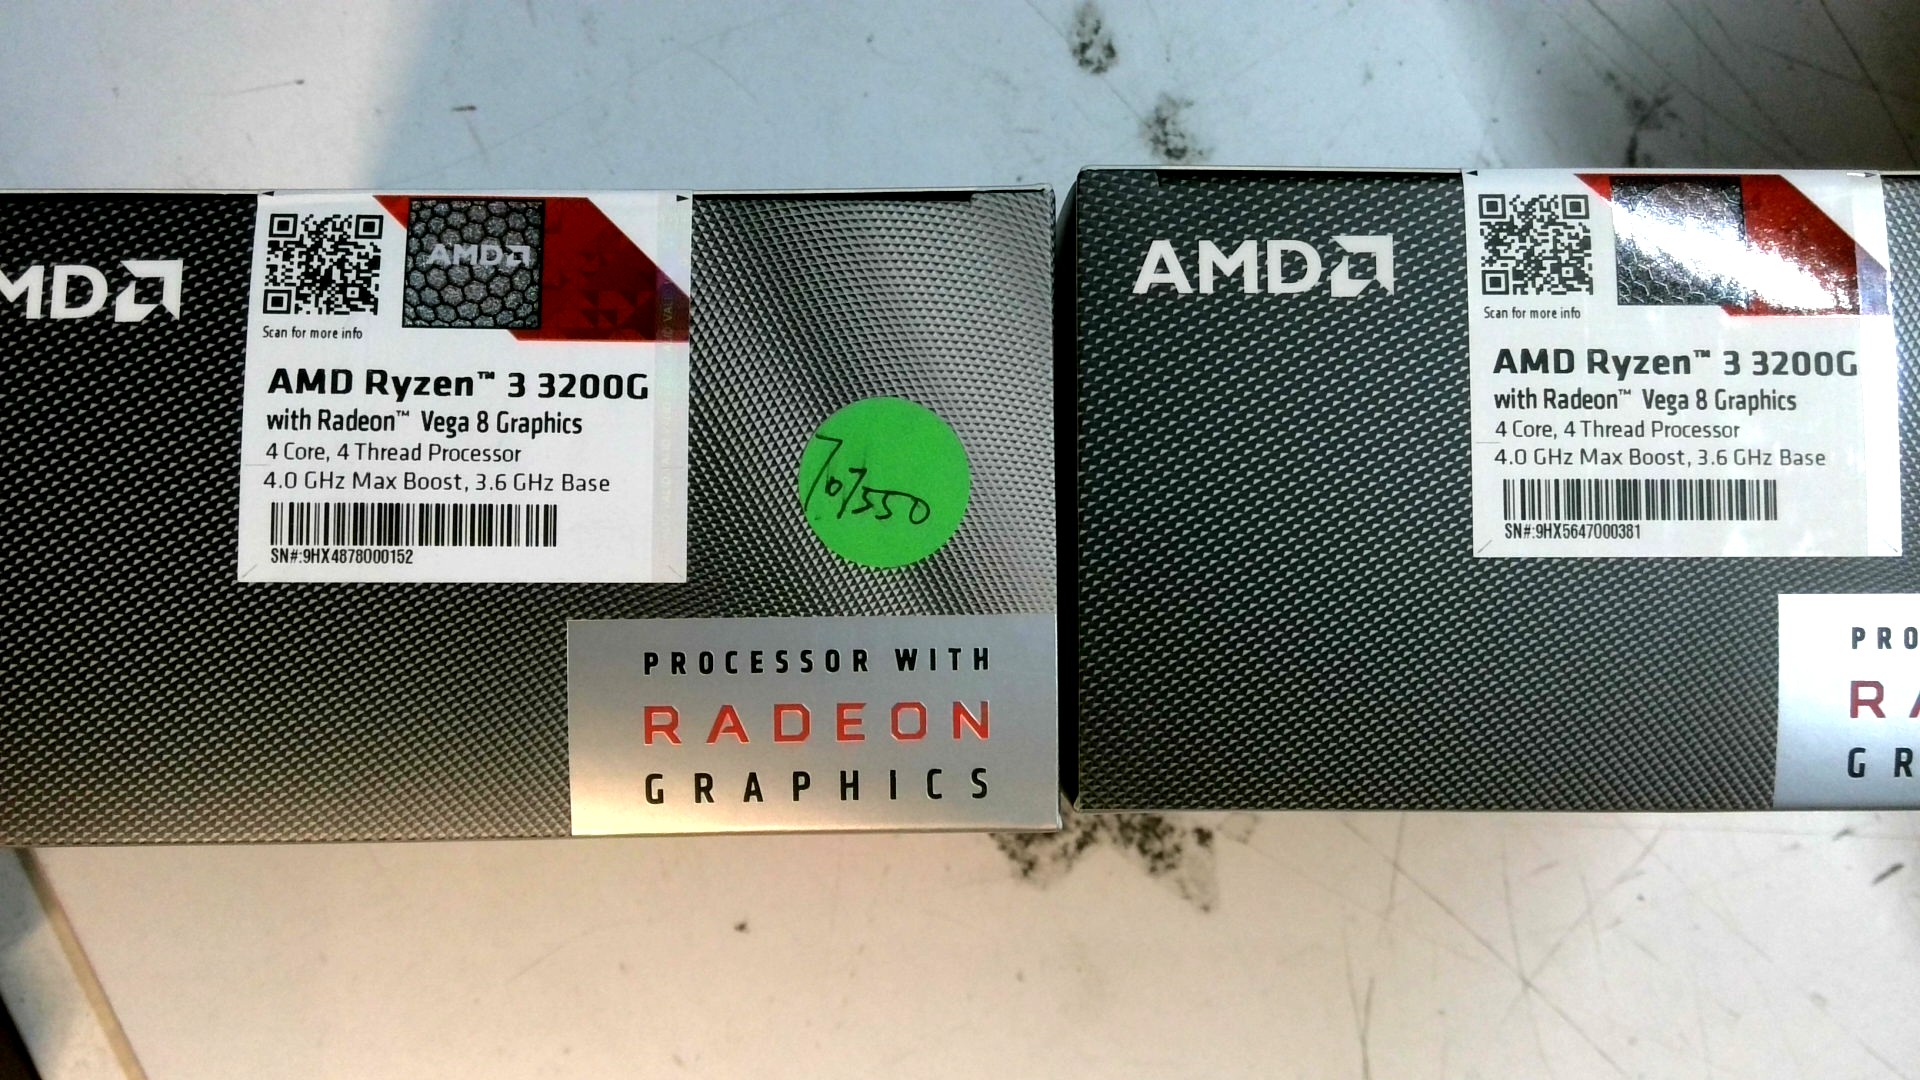 MD
AMD
Scan for more info
AMD Ryzen™ 3 3200G
with Radeon™ Vega 8 Graphics
4 Core, 4 Thread Processor
4.0 GHz Max Boost, 3.6 GHz Base
SN#:9HX4878000152
PROCESSOR WITH
RADEON
GRAPHICS
AMD
Scan for more info
AMD Ryzen™ 3 3200G
with Radeon™ Vega 8 Graphics
4 Core, 4 Thread Processor
4.0 GHz Max Boost, 3.6 GHz Base
SN#:9HX5647000381
PRO
RA
GR